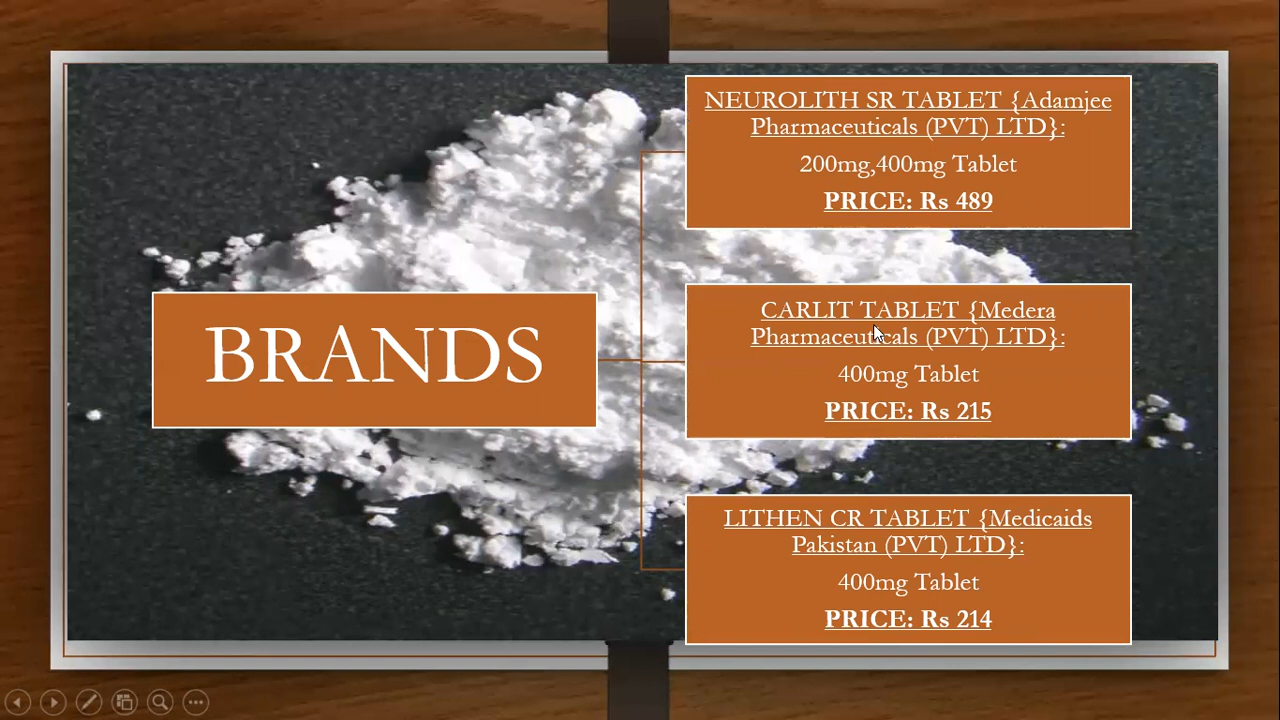 BRANDS
NEUROLITH SR TABLET {Adamjee
Pharmaceuticals (PVT) LTD}:
200mg,400mg Tablet
PRICE: Rs 489
CARLIT TABLET {Medera
Pharmaceuticals (PVT) LTD}:
400mg Tablet
PRICE: Rs 215
LITHEN CR TABLET {Medicaids
Pakistan (PVT) LTD}:
400mg Tablet
PRICE: Rs 214